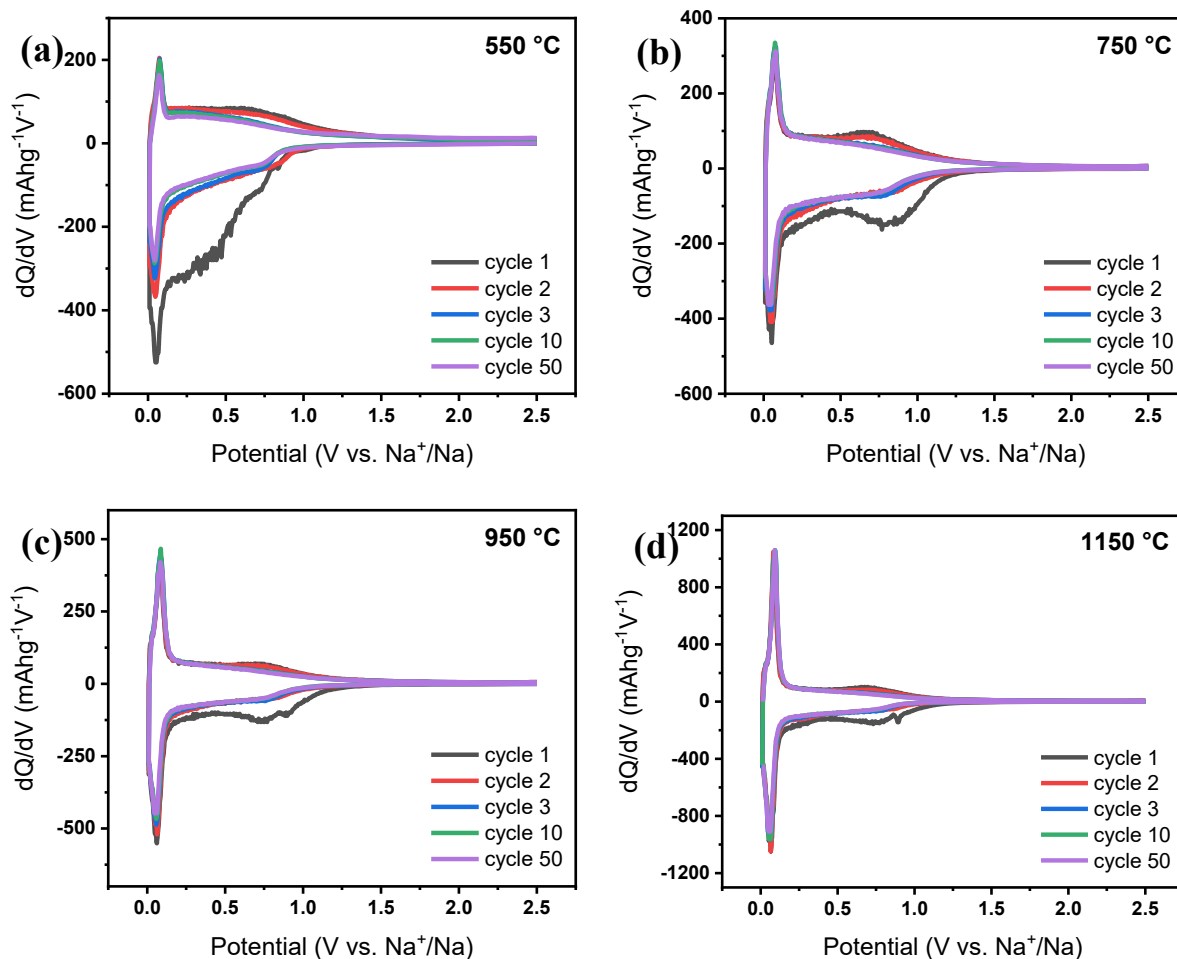 (a)
550 °C
200
0
-200
-400
-600
dQ/dV (mAhg⁻¹V⁻¹)
cycle 1
cycle 2
cycle 3
cycle 10
cycle 50
0.0 0.5 1.0 1.5 2.0 2.5
Potential (V vs. Na⁺/Na)
(b)
750 °C
400
200
0
-200
-400
-600
dQ/dV (mAhg⁻¹V⁻¹)
cycle 1
cycle 2
cycle 3
cycle 10
cycle 50
0.0 0.5 1.0 1.5 2.0 2.5
Potential (V vs. Na⁺/Na)
(c)
950 °C
500
250
0
-250
-500
dQ/dV (mAhg⁻¹V⁻¹)
cycle 1
cycle 2
cycle 3
cycle 10
cycle 50
0.0 0.5 1.0 1.5 2.0 2.5
Potential (V vs. Na⁺/Na)
(d)
1150 °C
1200
800
400
0
-400
-800
-1200
dQ/dV (mAhg⁻¹V⁻¹)
cycle 1
cycle 2
cycle 3
cycle 10
cycle 50
0.0 0.5 1.0 1.5 2.0 2.5
Potential (V vs. Na⁺/Na)